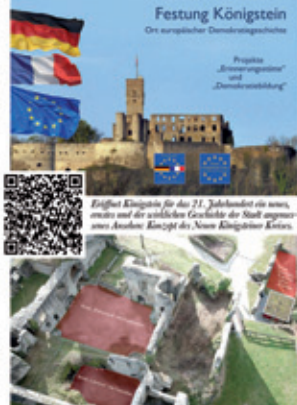 Festung Königstein
Ort europäischer Demokratiegeschichte
Projekte
„Erinnerungsstätte“
und
„Demokratiebildung“
Eröffnet Königstein für das 21. Jahrhundert ein neues,
ernstes und der wirklichen Geschichte der Stadt angemes-
senes Ansehen: Konzept des Neuen Königsteiner Kreises.